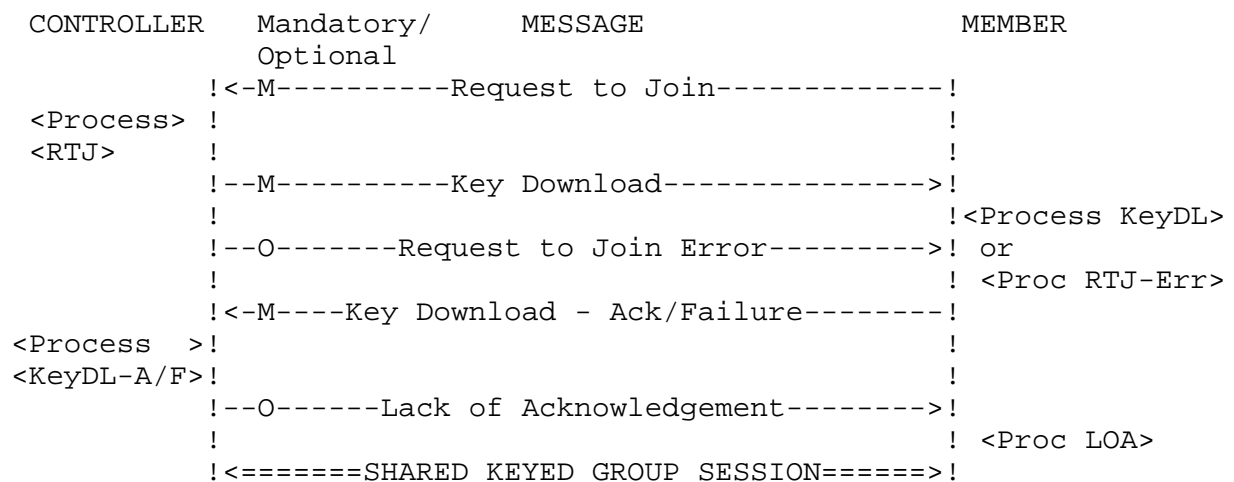 CONTROLLER   Mandatory/     MESSAGE                    MEMBER
             Optional
          !<-M----------Request to Join-------------!
<Process> !                                         !
<RTJ>     !                                         !
          !--M----------Key Download--------------->!
          !                                         !<Process KeyDL>
          !--O-------Request to Join Error--------->! or
          !                                         ! <Proc RTJ-Err>
          !<-M----Key Download - Ack/Failure--------!
<Process  >!                                         !
<KeyDL-A/F>!                                         !
          !--O------Lack of Acknowledgement-------->!
          !                                         ! <Proc LOA>
          !<=======SHARED KEYED GROUP SESSION======>!